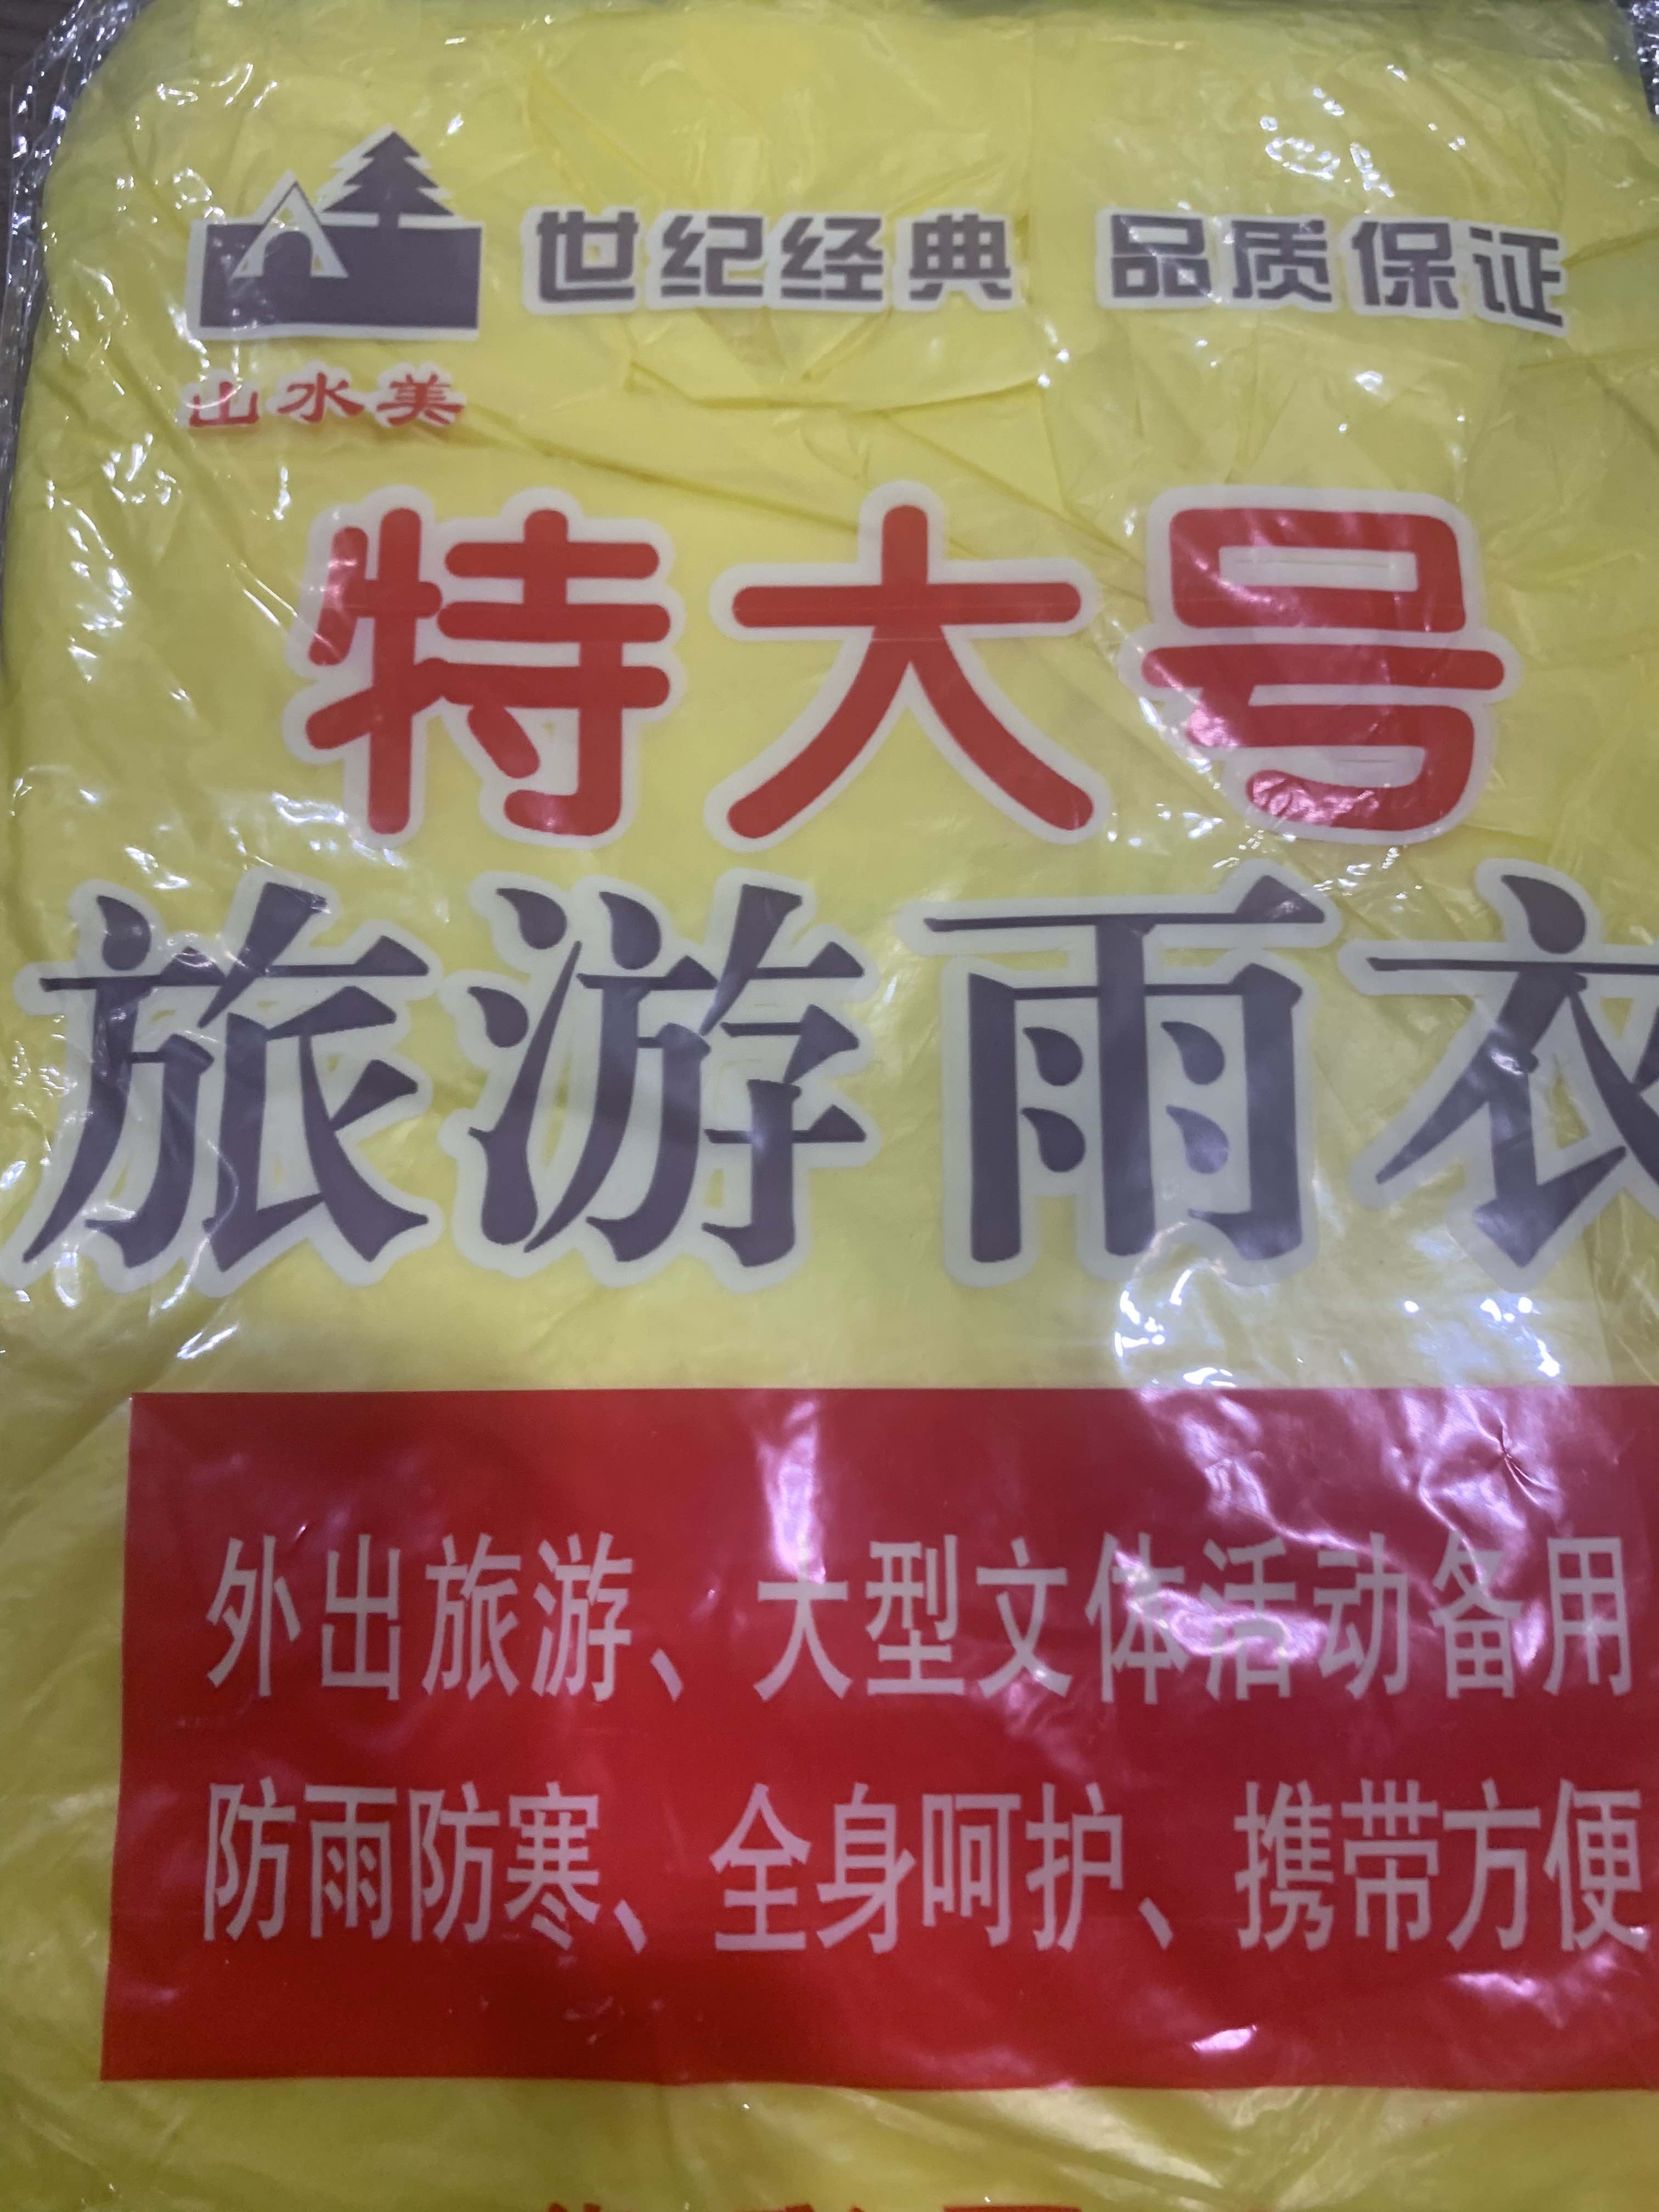 世纪经典 品质保证
山水美
特大号
旅游雨衣
外出旅游、大型文体活动备用
防雨防寒、全身呵护、携带方便